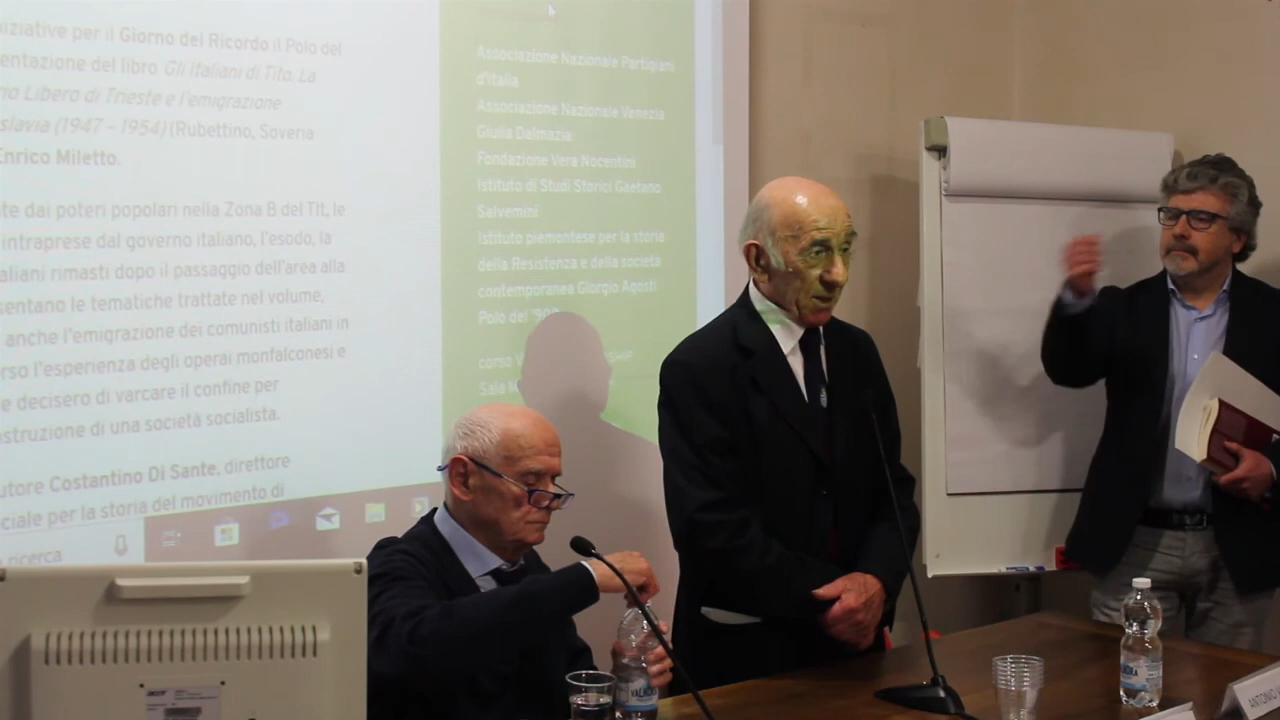 iziative per il Giorno del Ricordo il Polo del
entazione del libro Gli Italiani di Tito. La
rio Libero di Trieste e l'emigrazione
slavia (1947 – 1954) (Rubettino, Soveria
Enrico Miletto.
te dai poteri popolari nella Zona B del Tlt, le
intraprese dal governo italiano, l'esodo, la
taliani rimasti dopo il passaggio dell'area alla
sentano le tematiche trattate nel volume,
anche l'emigrazione dei comunisti italiani in
rso l'esperienza degli operai monfalconesi e
e decisero di varcare il confine per
ostruzione di una società socialista.
utore Costantino Di Sante, direttore
ciale per la storia del movimento di
ricerca
Associazione Nazionale Partigiani
d'Italia
Associazione Nazionale Venezia
Giulia Dalmazia
Fondazione Vera Nocentini
Istituto di Studi Storici Gaetano
Salvemini
Istituto piemontese per la storia
della Resistenza e della società
contemporanea Giorgio Agosti
Polo del '900
corso
Sala
acer
VALMORA
ANTONIO